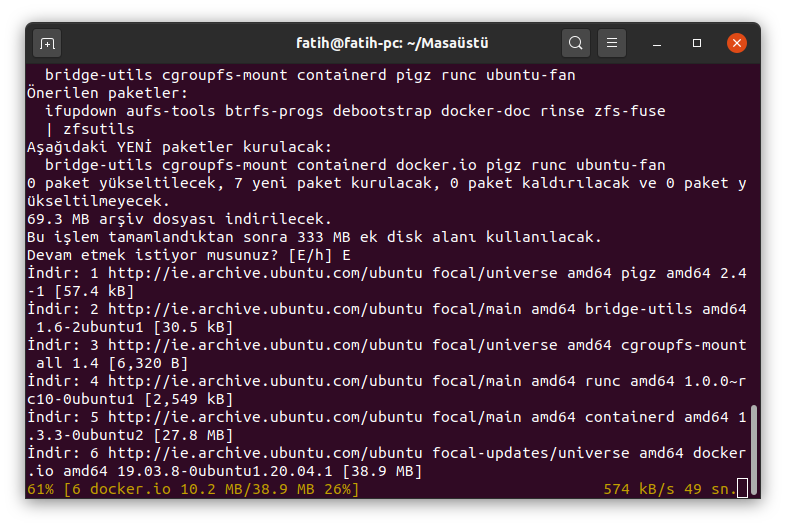 fatih@fatih-pc: ~/Masaüstü
bridge-utils cgroupfs-mount containerd pigz runc ubuntu-fan
Önerilen paketler:
ifupdown aufs-tools btrfs-progs debootstrap docker-doc rinse zfs-fuse
| zfsutils
Aşağıdaki YENİ paketler kurulacak:
bridge-utils cgroupfs-mount containerd docker.io pigz runc ubuntu-fan
0 paket yükseltilecek, 7 yeni paket kurulacak, 0 paket kaldırılacak ve 0 paket y
ükseltilmeyecek.
69.3 MB arşiv dosyası indirilecek.
Bu işlem tamamlandıktan sonra 333 MB ek disk alanı kullanılacak.
Devam etmek istiyor musunuz? [E/h] E
İndir: 1 http://ie.archive.ubuntu.com/ubuntu focal/universe amd64 pigz amd64 2.4
-1 [57.4 kB]
İndir: 2 http://ie.archive.ubuntu.com/ubuntu focal/main amd64 bridge-utils amd64
1.6-2ubuntu1 [30.5 kB]
İndir: 3 http://ie.archive.ubuntu.com/ubuntu focal/universe amd64 cgroupfs-mount
all 1.4 [6,320 B]
İndir: 4 http://ie.archive.ubuntu.com/ubuntu focal/main amd64 runc amd64 1.0.0~r
c10-0ubuntu1 [2,549 kB]
İndir: 5 http://ie.archive.ubuntu.com/ubuntu focal/main amd64 containerd amd64 1
.3.3-0ubuntu2 [27.8 MB]
İndir: 6 http://ie.archive.ubuntu.com/ubuntu focal-updates/universe amd64 docker
.io amd64 19.03.8-0ubuntu1.20.04.1 [38.9 MB]
61% [6 docker.io 10.2 MB/38.9 MB 26%] 574 kB/s 49 sn.